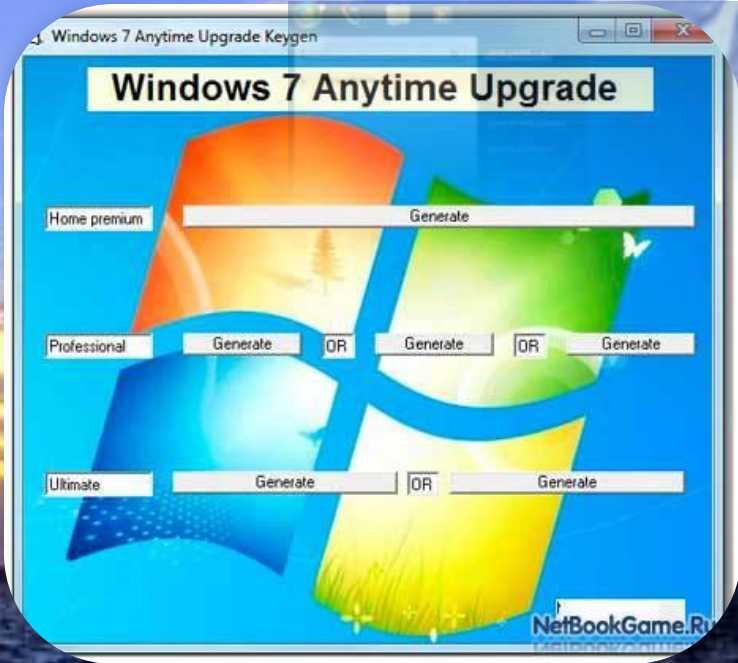 Windows 7 Anytime Upgrade Keygen
Windows 7 Anytime Upgrade
Home premium Generate
Professional Generate OR Generate OR Generate
Ultimate Generate OR Generate
NetBookGame.Ru